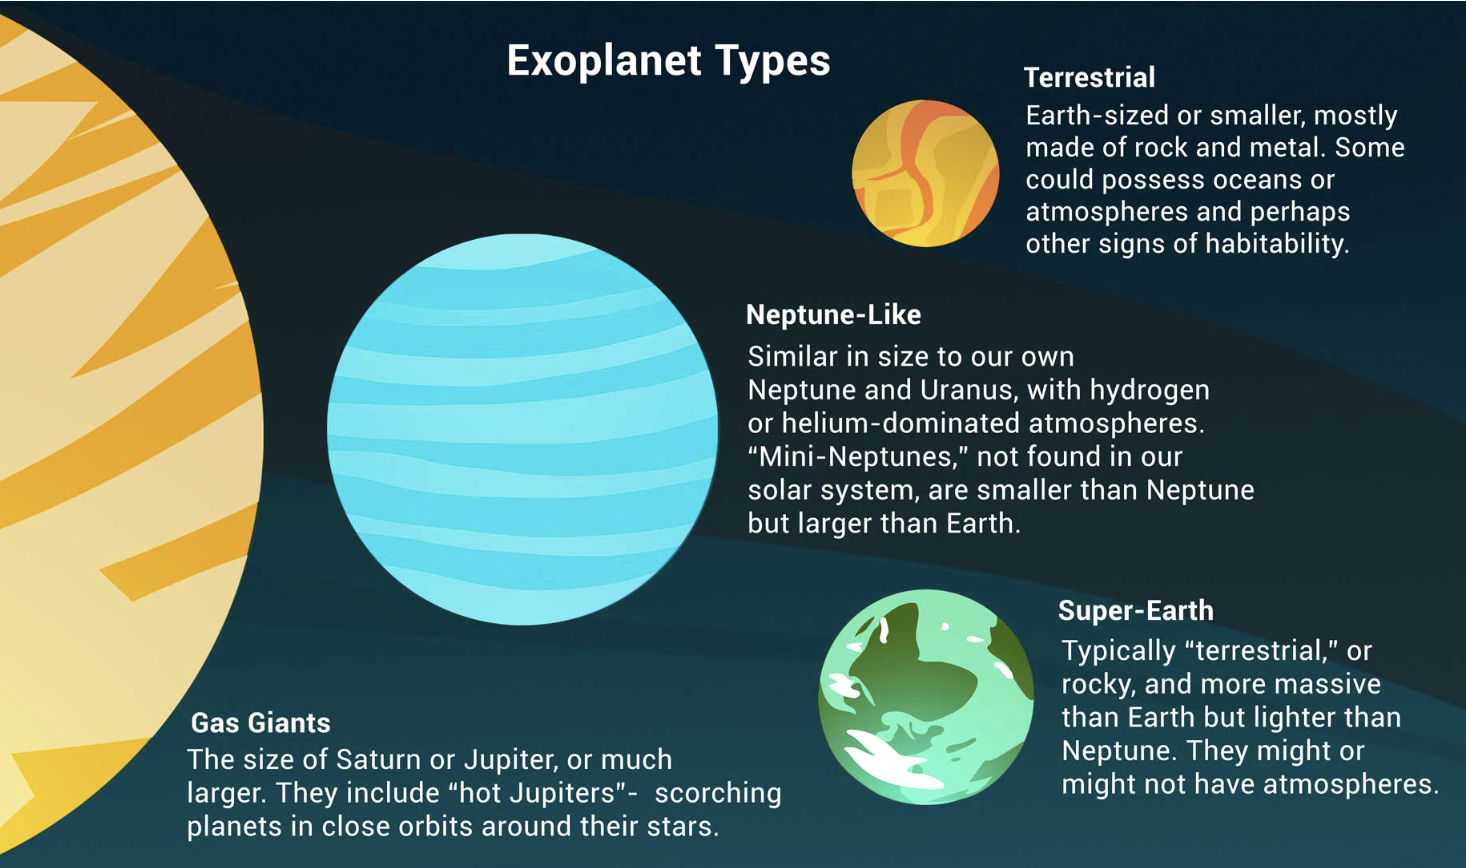 Exoplanet Types
Terrestrial
Earth-sized or smaller, mostly
made of rock and metal. Some
could possess oceans or
atmospheres and perhaps
other signs of habitability.
Neptune-Like
Similar in size to our own
Neptune and Uranus, with hydrogen
or helium-dominated atmospheres.
“Mini-Neptunes,” not found in our
solar system, are smaller than Neptune
but larger than Earth.
Super-Earth
Typically “terrestrial,” or
rocky, and more massive
than Earth but lighter than
Neptune. They might or
might not have atmospheres.
Gas Giants
The size of Saturn or Jupiter, or much
larger. They include “hot Jupiters”- scorching
planets in close orbits around their stars.